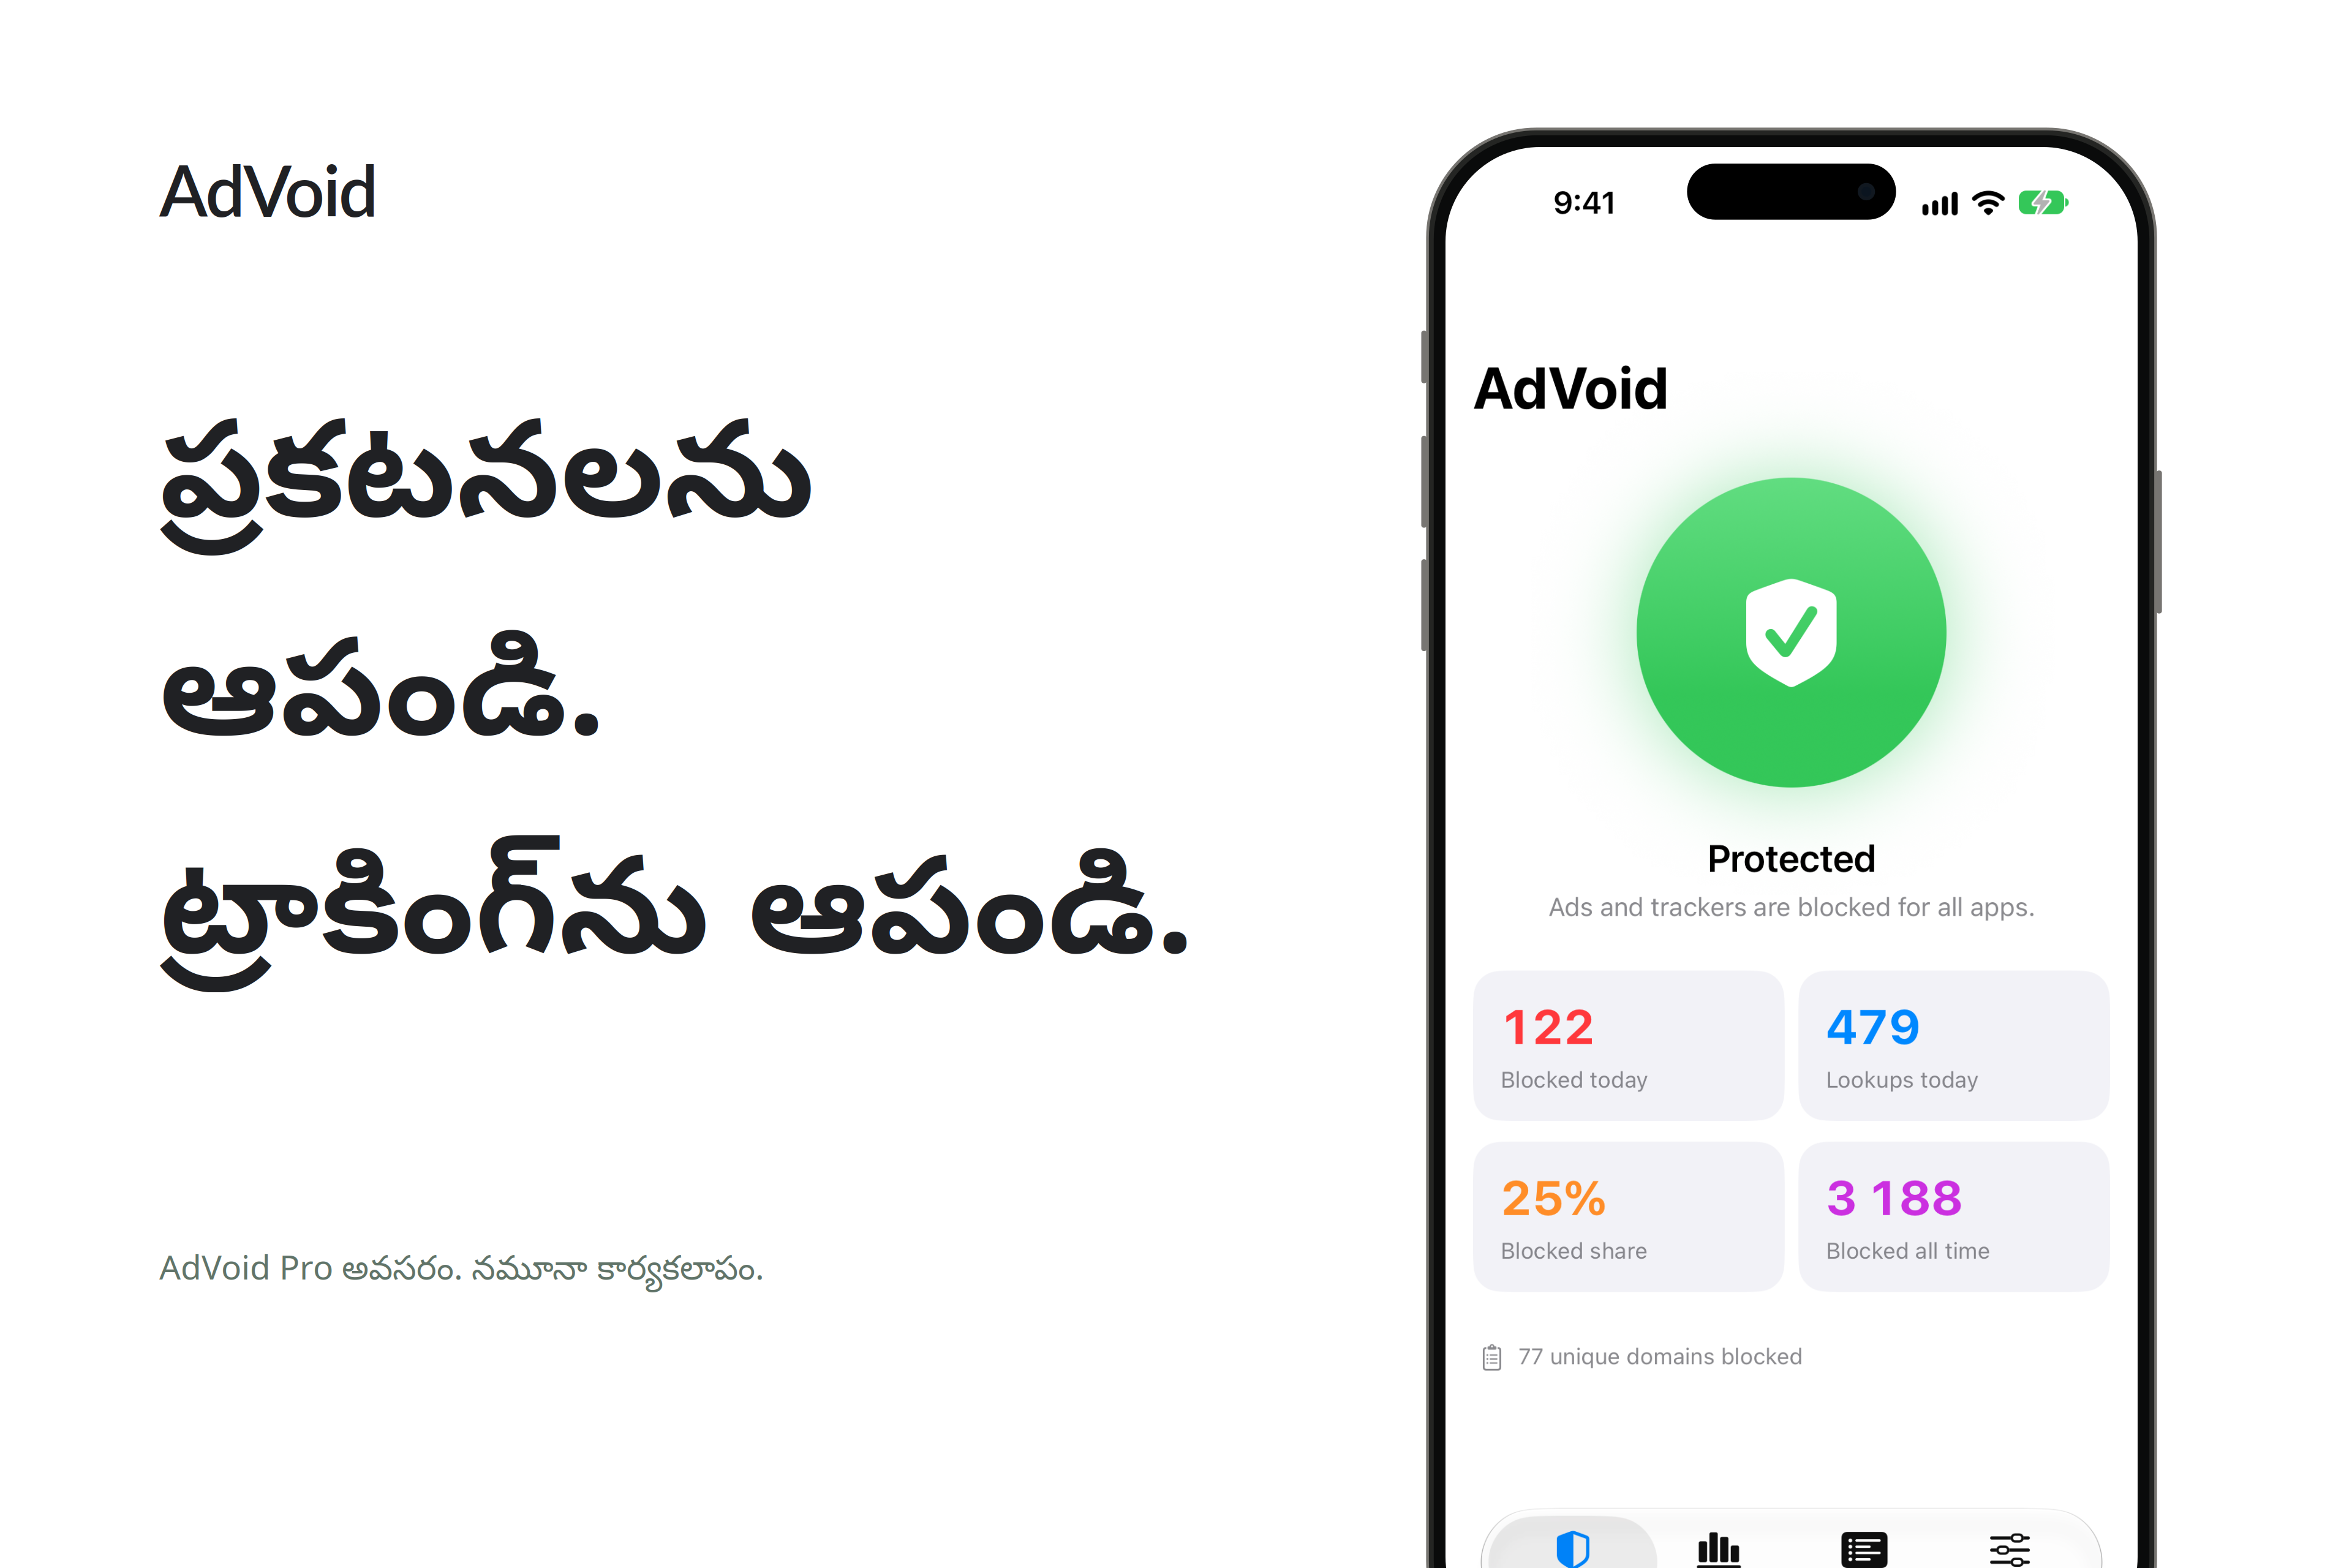 AdVoid
ప్రకటనలను
ఆపండి.
ట్రాకింగ్‌ను ఆపండి.
AdVoid Pro అవసరం. నమూనా కార్యకలాపం.
9:41
AdVoid
Protected
Ads and trackers are blocked for all apps.
122
Blocked today
479
Lookups today
25%
Blocked share
3 188
Blocked all time
77 unique domains blocked